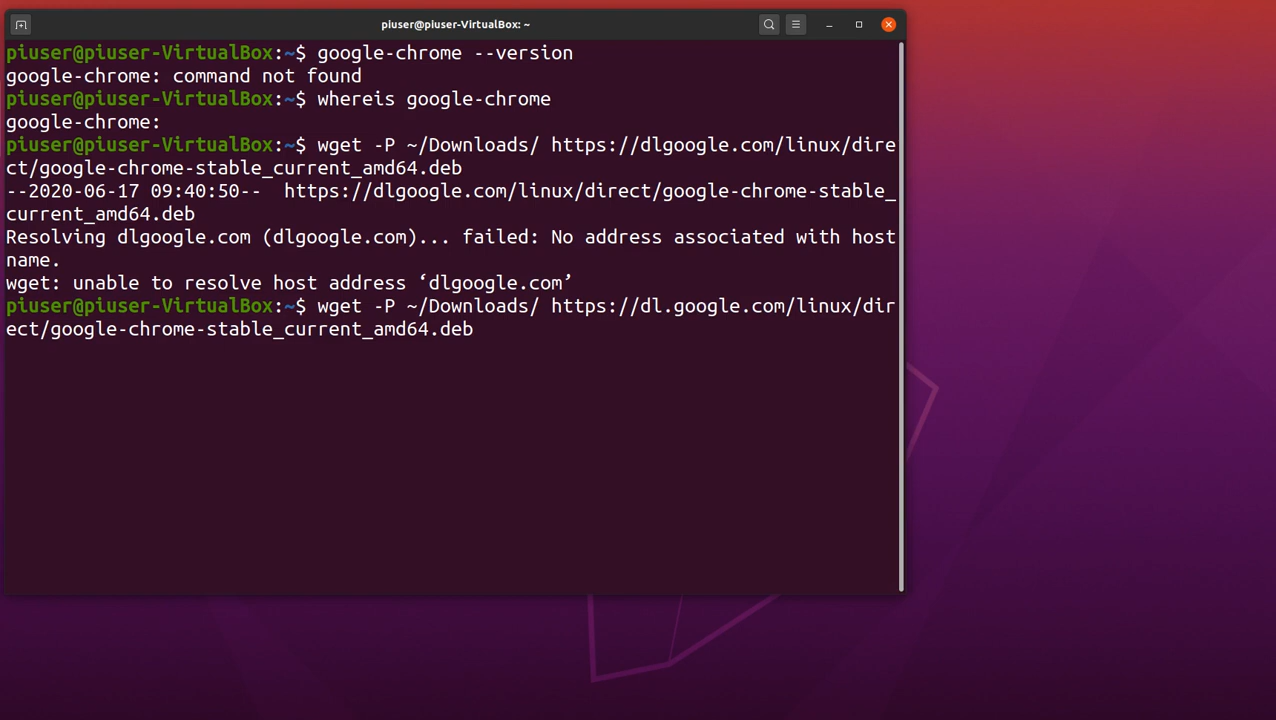 piuser@piuser-VirtualBox: ~
piuser@piuser-VirtualBox:~$ google-chrome --version
google-chrome: command not found
piuser@piuser-VirtualBox:~$ whereis google-chrome
google-chrome:
piuser@piuser-VirtualBox:~$ wget -P ~/Downloads/ https://dlgoogle.com/linux/dire
ct/google-chrome-stable_current_amd64.deb
--2020-06-17 09:40:50--  https://dlgoogle.com/linux/direct/google-chrome-stable_
current_amd64.deb
Resolving dlgoogle.com (dlgoogle.com)... failed: No address associated with host
name.
wget: unable to resolve host address ‘dlgoogle.com’
piuser@piuser-VirtualBox:~$ wget -P ~/Downloads/ https://dl.google.com/linux/dir
ect/google-chrome-stable_current_amd64.deb